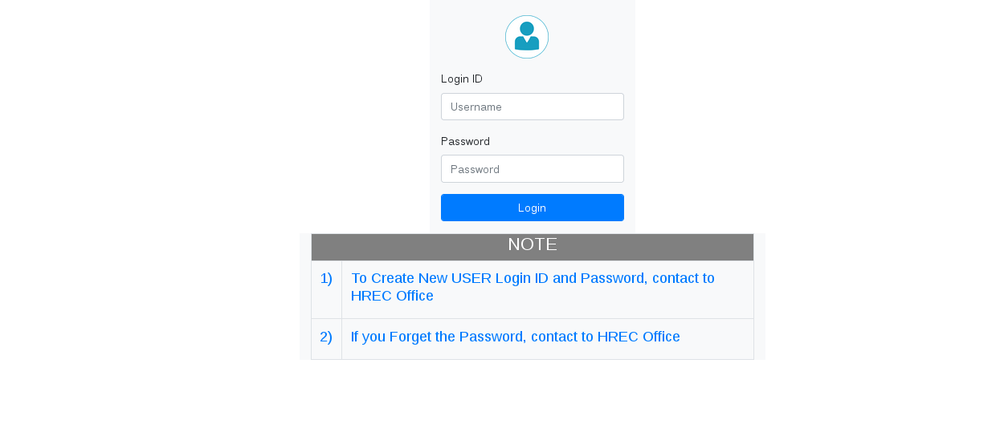 Login ID
Username
Password
Password
Login
NOTE
1) To Create New USER Login ID and Password, contact to
HREC Office
2) If you Forget the Password, contact to HREC Office